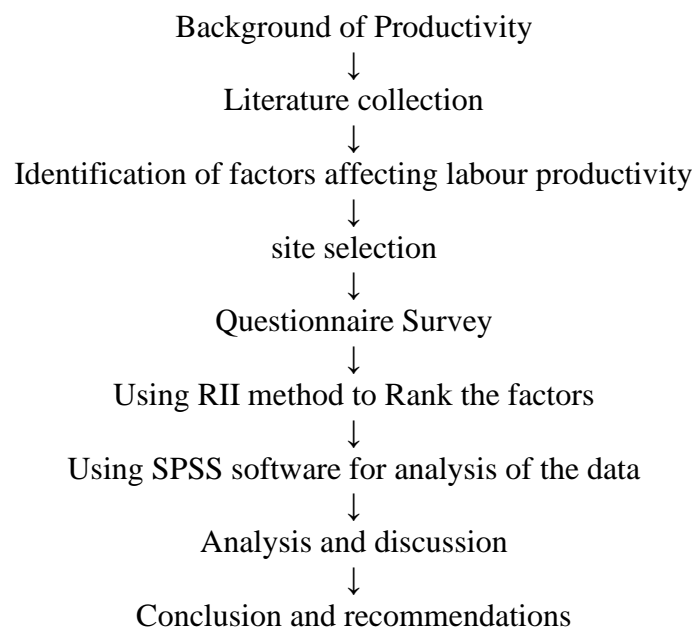 Background of Productivity
↓
Literature collection
↓
Identification of factors affecting labour productivity
↓
site selection
↓
Questionnaire Survey
↓
Using RII method to Rank the factors
↓
Using SPSS software for analysis of the data
↓
Analysis and discussion
↓
Conclusion and recommendations